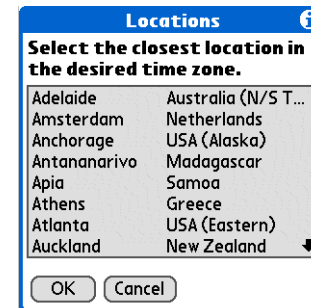 Locations
Select the closest location in
the desired time zone.
Adelaide Australia (N/S T...
Amsterdam Netherlands
Anchorage USA (Alaska)
Antananarivo Madagascar
Apia Samoa
Athens Greece
Atlanta USA (Eastern)
Auckland New Zealand
OK Cancel